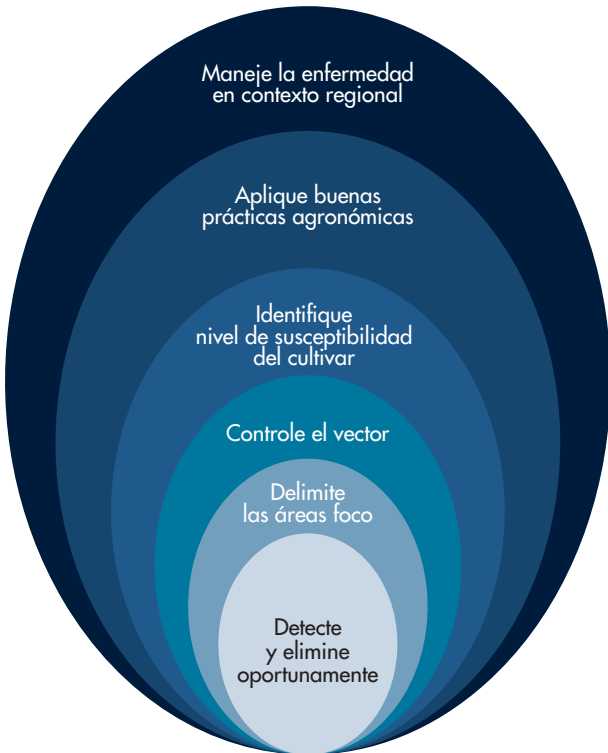 Maneje la enfermedad
en contexto regional
Aplique buenas
prácticas agronómicas
Identifique
nivel de susceptibilidad
del cultivar
Controle el vector
Delimite
las áreas foco
Detecte
y elimine
oportunamente